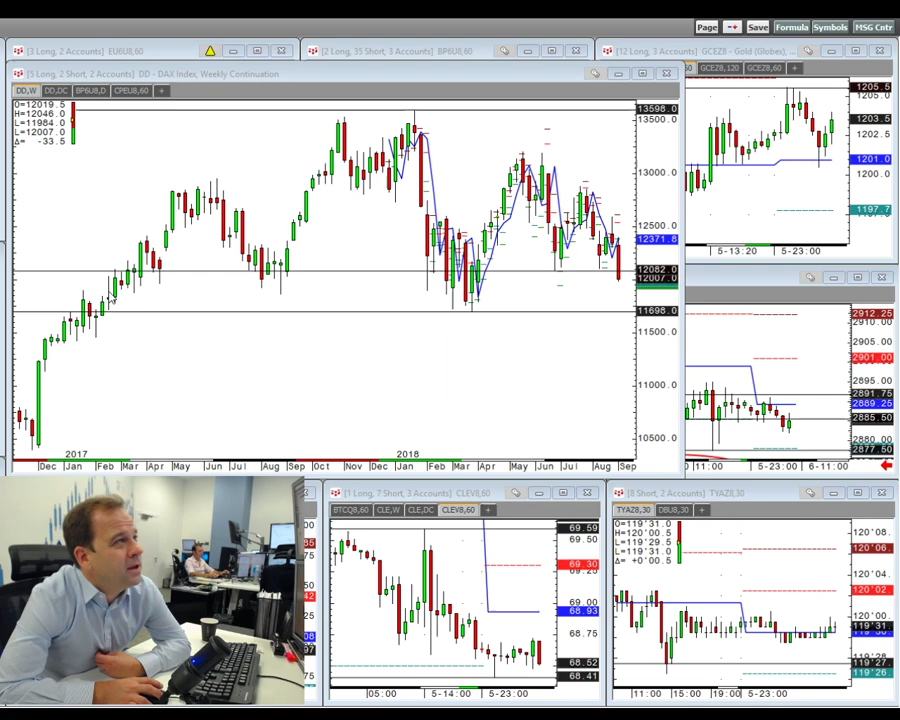 Page Save Formula Symbols MSG Cntr
[3 Long, 2 Accounts] EU6U8,60
[2 Long, 35 Short, 3 Accounts] BP6U8,60
[12 Long, 3 Accounts] GCEZ8 - Gold (Globex), ...
[5 Long, 2 Short, 2 Accounts] DD - DAX Index, Weekly Continuation
DD,W DD,DC BP6U8,D CPEU8,60 +
60 GCEZ8,120 GCEZ8,60 +
O=12019.5
H=12046.0
L=11984.0
L=12007.0
Δ= -33.5
13598.0
13500.0
13000.0
12500.0
12371.8
12082.0
12007.0
11698.0
11500.0
11000.0
10500.0
2017 2018
Dec Jan Feb Mar Apr May Jun Jul Aug Sep Oct Nov Dec Jan Feb Mar Apr May Jun Jul Aug Sep
1205.5
1205.0
1203.5
1202.5
1201.0
1200.0
1197.7
5-13:20 5-23:00
2912.25
2910.00
2905.00
2901.00
2895.00
2891.75
2889.25
2885.50
2880.00
2877.50
11:00 5-23:00 6-11:00
[1 Long, 7 Short, 3 Accounts] CLEV8,60
BTCQ8,60 CLE,W CLE,DC CLEV8,60 +
69.59
69.50
69.30
69.25
69.00
68.93
68.75
68.52
68.41
05:00 5-14:00 5-23:00
[8 Short, 2 Accounts] TYAZ8,30
TYAZ8,30 DBU8,30 +
O=119'31.0
H=120'00.5
L=119'29.5
L=119'31.0
Δ= +0'00.5
120'08.
120'06.
120'04.
120'02.
120'00.
119'31.
119'28.
119'27.
119'26.
11:00 15:00 19:00 5-23:00